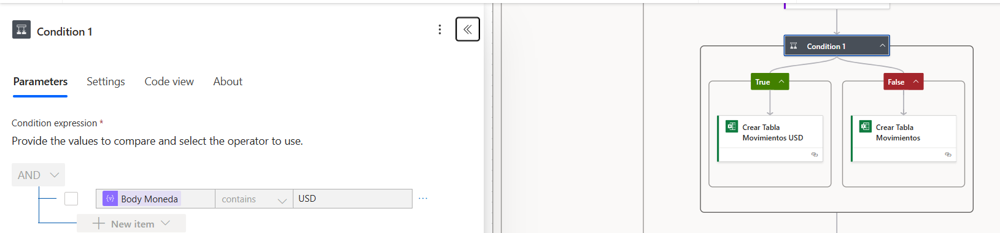 Condition 1
Parameters
Settings
Code view
About
Condition expression *
Provide the values to compare and select the operator to use.
AND
{v} Body Moneda
contains
USD
New item
Condition 1
True
False
Crear Tabla
Movimientos USD
Crear Tabla
Movimientos